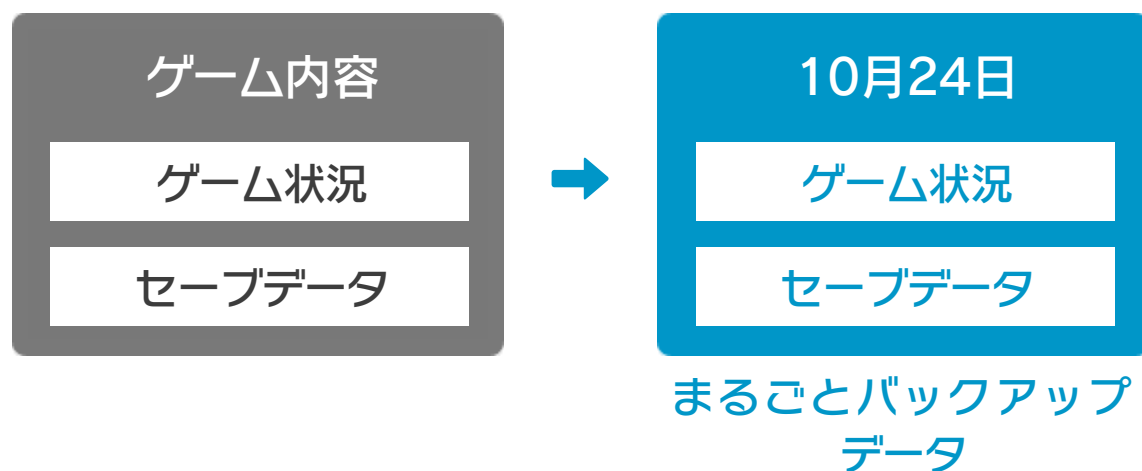 ゲーム内容
ゲーム状況
セーブデータ
10月24日
ゲーム状況
セーブデータ
まるごとバックアップ
データ